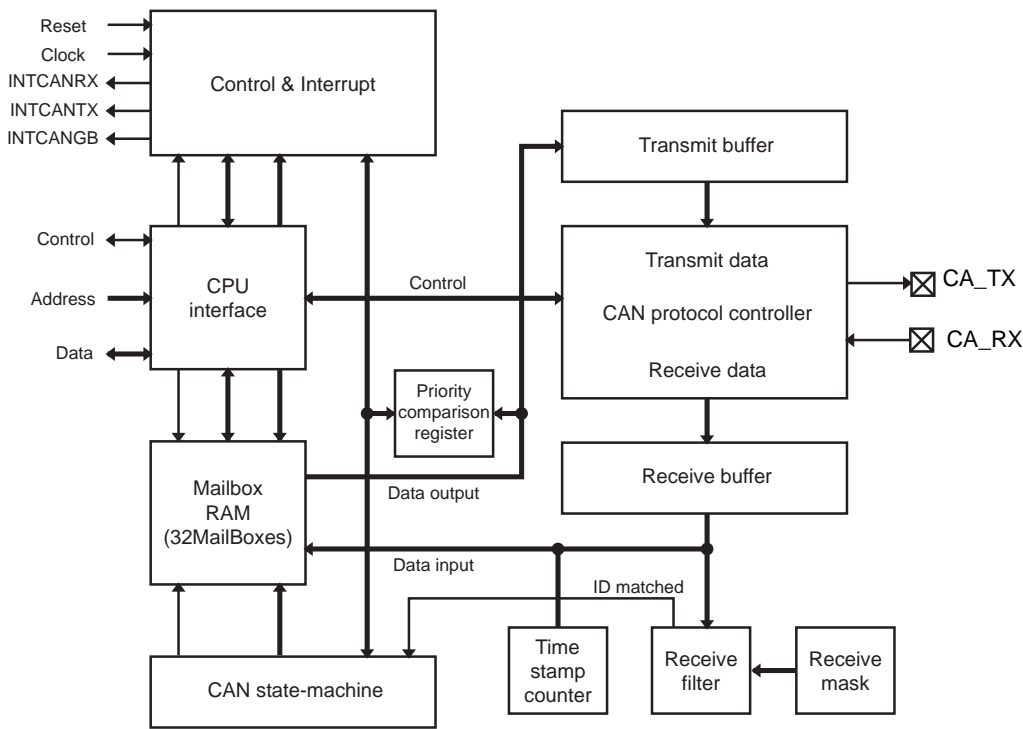 Reset
Clock
INTCANRX
INTCANTX
INTCANGB
Control & Interrupt
Transmit buffer
Control
Address
Data
CPU
interface
Control
Transmit data
CAN protocol controller
Receive data
CA_TX
CA_RX
Priority
comparison
register
Mailbox
RAM
(32MailBoxes)
Data output
Receive buffer
Data input
ID matched
CAN state-machine
Time
stamp
counter
Receive
filter
Receive
mask